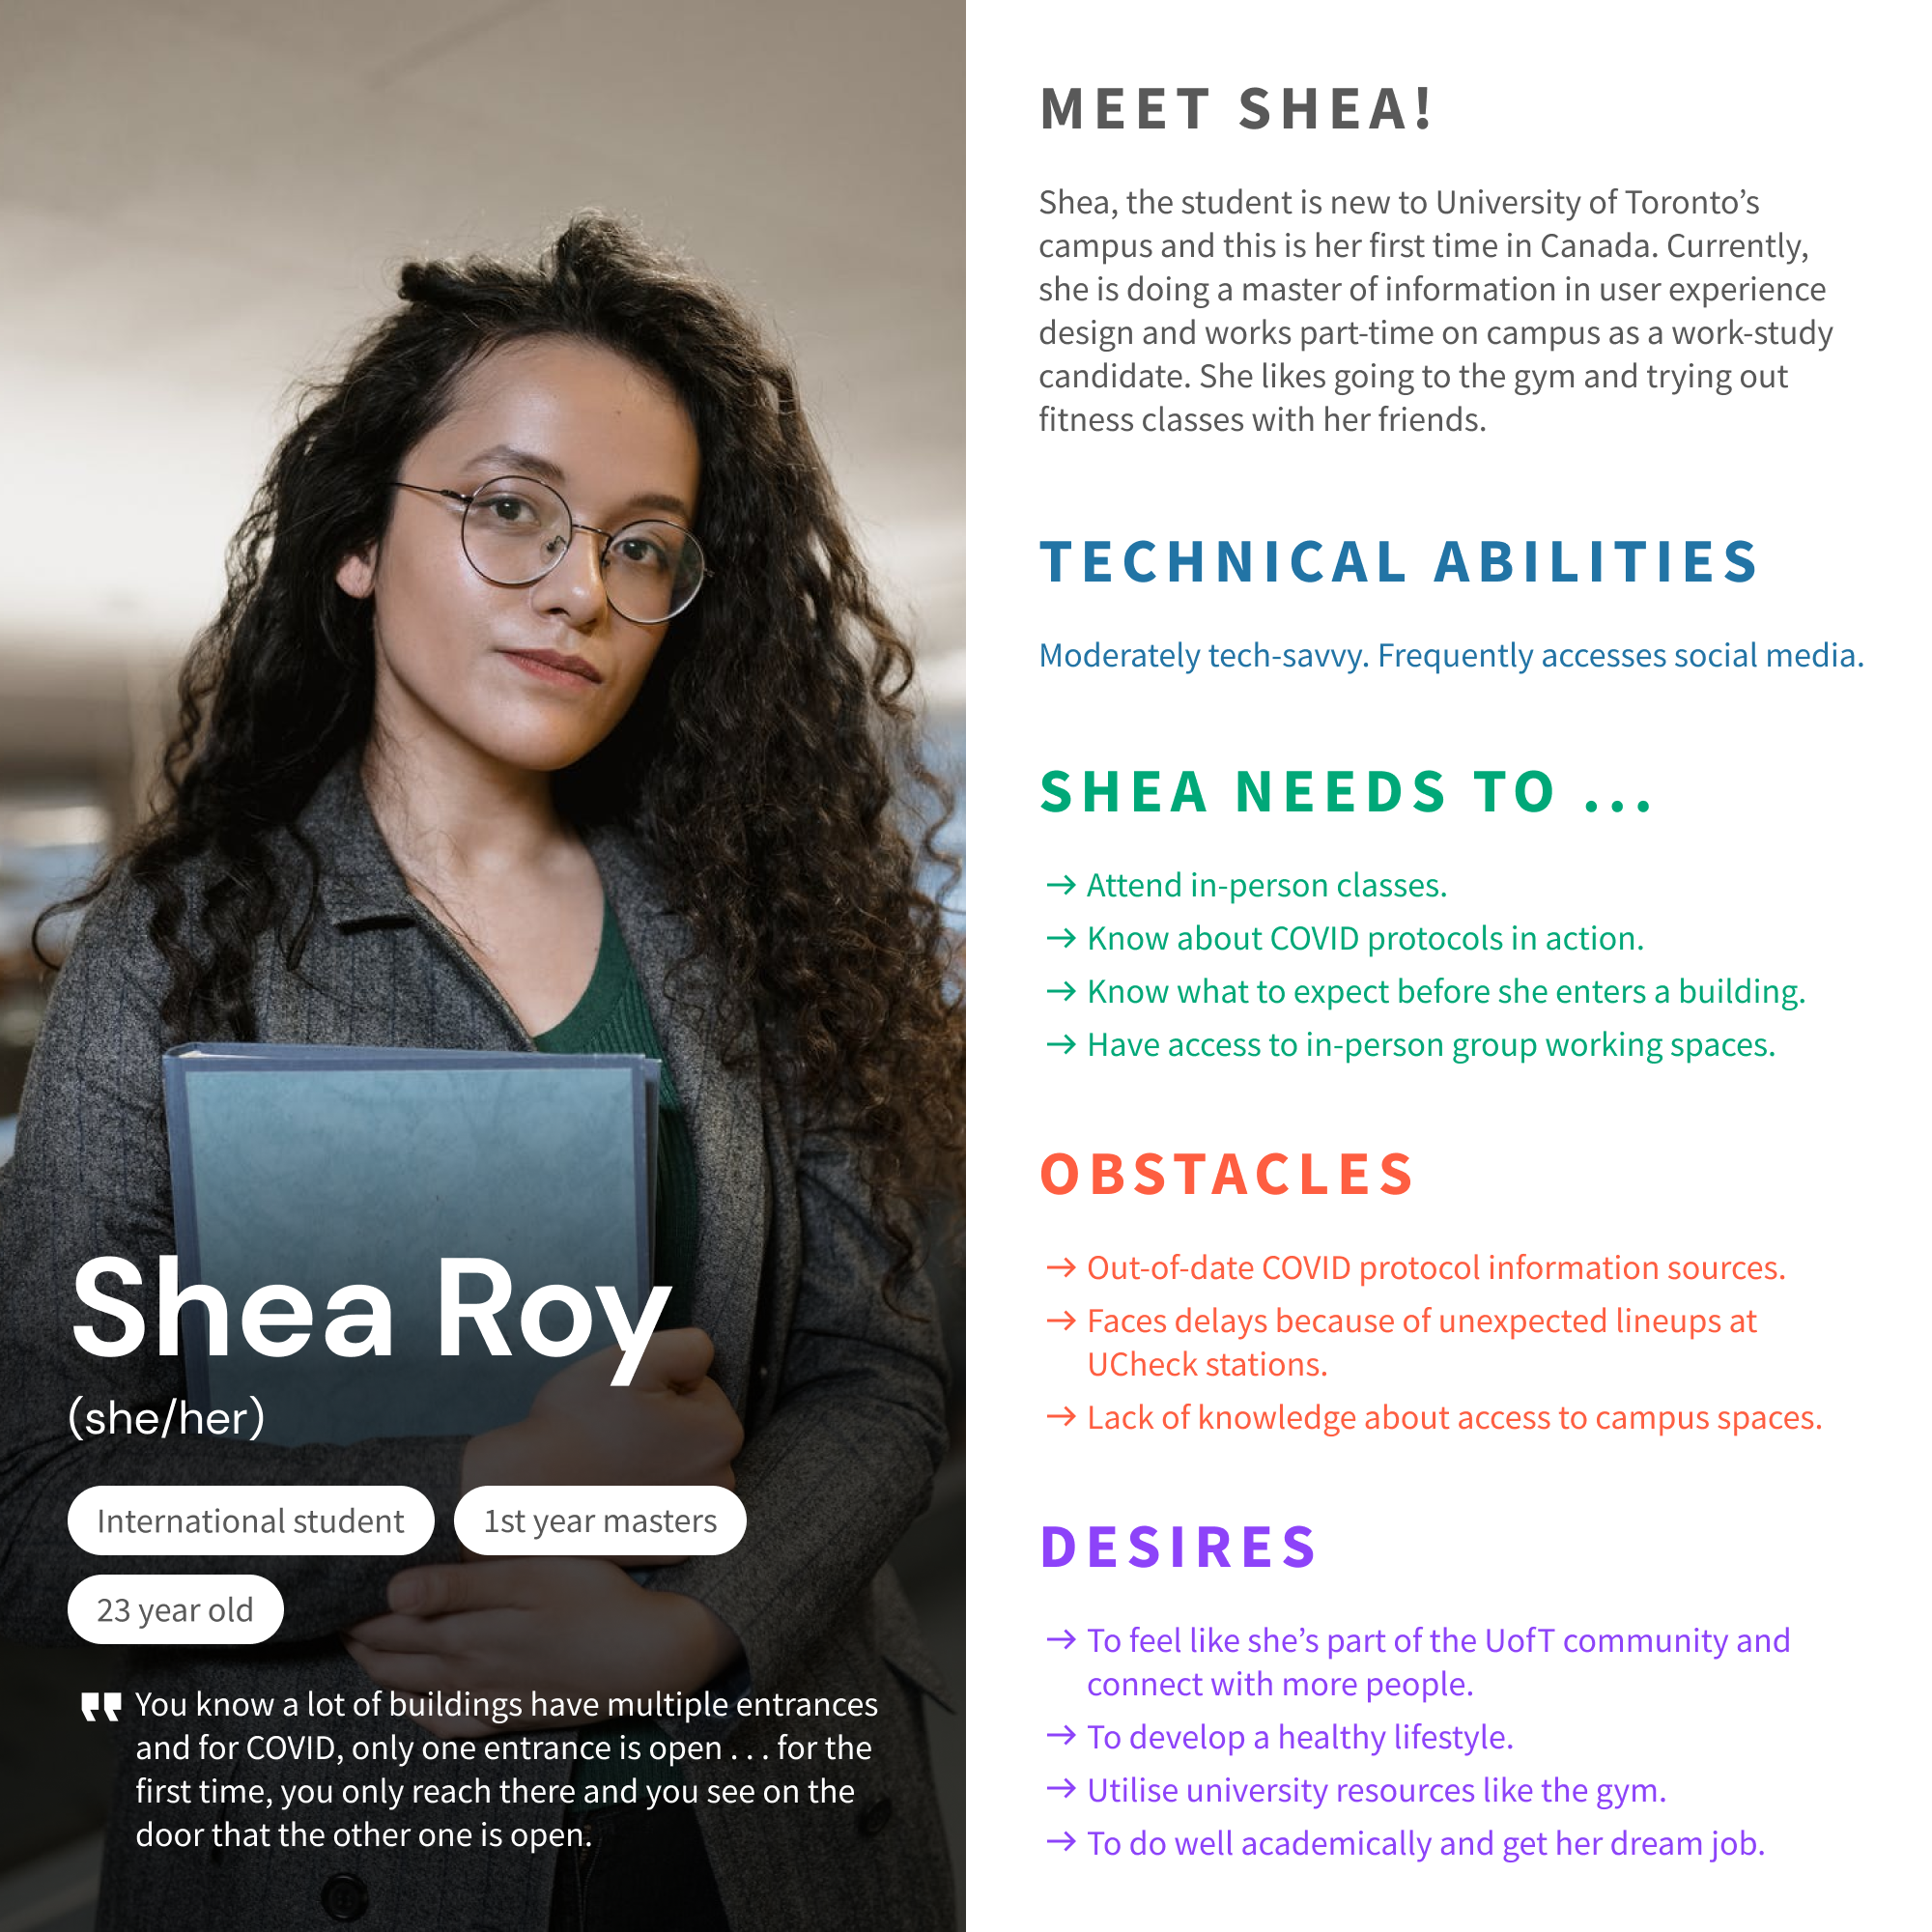 Shea Roy
(she/her)
International student
1st year masters
23 year old
" You know a lot of buildings have multiple entrances
and for COVID, only one entrance is open . . . for the
first time, you only reach there and you see on the
door that the other one is open.
MEET SHEA!
Shea, the student is new to University of Toronto’s
campus and this is her first time in Canada. Currently,
she is doing a master of information in user experience
design and works part-time on campus as a work-study
candidate. She likes going to the gym and trying out
fitness classes with her friends.
TECHNICAL ABILITIES
Moderately tech-savvy. Frequently accesses social media.
SHEA NEEDS TO ...
→ Attend in-person classes.
→ Know about COVID protocols in action.
→ Know what to expect before she enters a building.
→ Have access to in-person group working spaces.
OBSTACLES
→ Out-of-date COVID protocol information sources.
→ Faces delays because of unexpected lineups at
UCheck stations.
→ Lack of knowledge about access to campus spaces.
DESIRES
→ To feel like she’s part of the UofT community and
connect with more people.
→ To develop a healthy lifestyle.
→ Utilise university resources like the gym.
→ To do well academically and get her dream job.